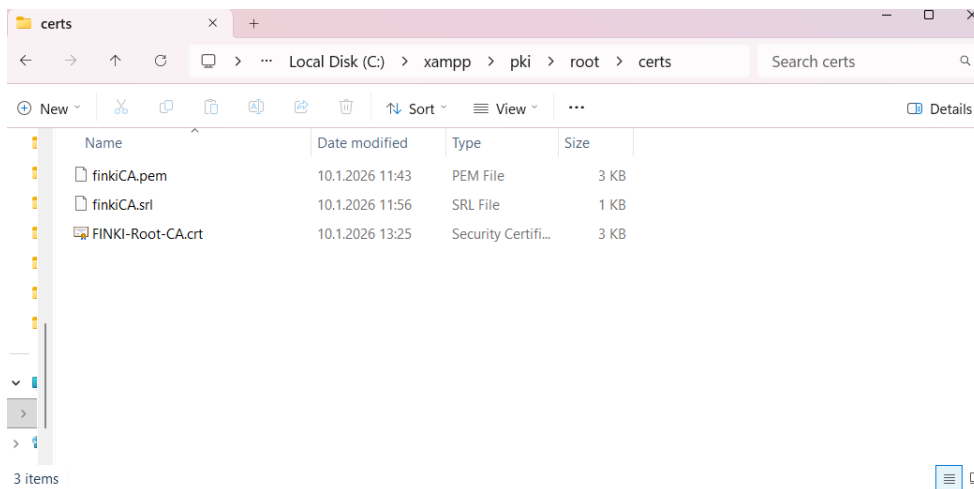 certs
Local Disk (C:) > xampp > pki > root > certs
Search certs
New
Sort
View
Details
Name Date modified Type Size
finkiCA.pem 10.1.2026 11:43 PEM File 3 KB
finkiCA.srl 10.1.2026 11:56 SRL File 1 KB
FINKI-Root-CA.crt 10.1.2026 13:25 Security Certifi... 3 KB
3 items